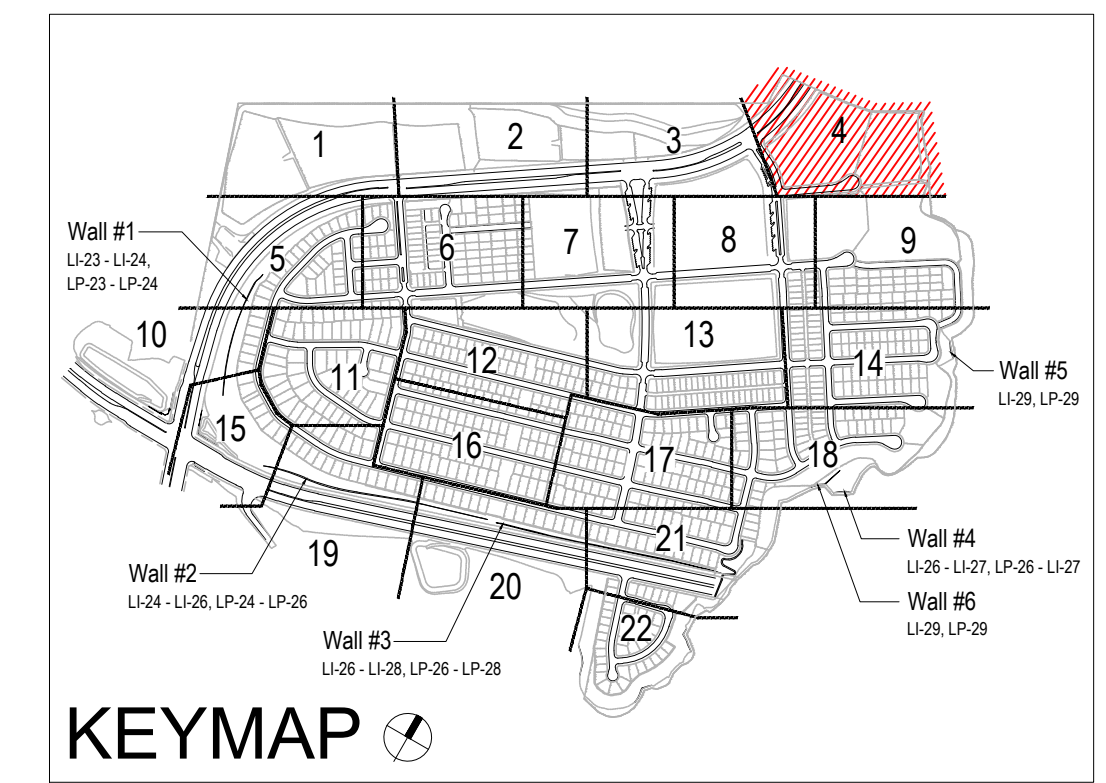 1
2
3
4
Wall #1
LI-23 - LI-24,
LP-23 - LP-24
5
6
7
8
9
10
11
12
13
14
Wall #5
LI-29, LP-29
15
16
17
18
Wall #4
LI-26 - LI-27, LP-26 - LI-27
Wall #2
LI-24 - LI-26, LP-24 - LP-26
19
20
21
Wall #6
LI-29, LP-29
Wall #3
LI-26 - LI-28, LP-26 - LP-28
22
KEYMAP